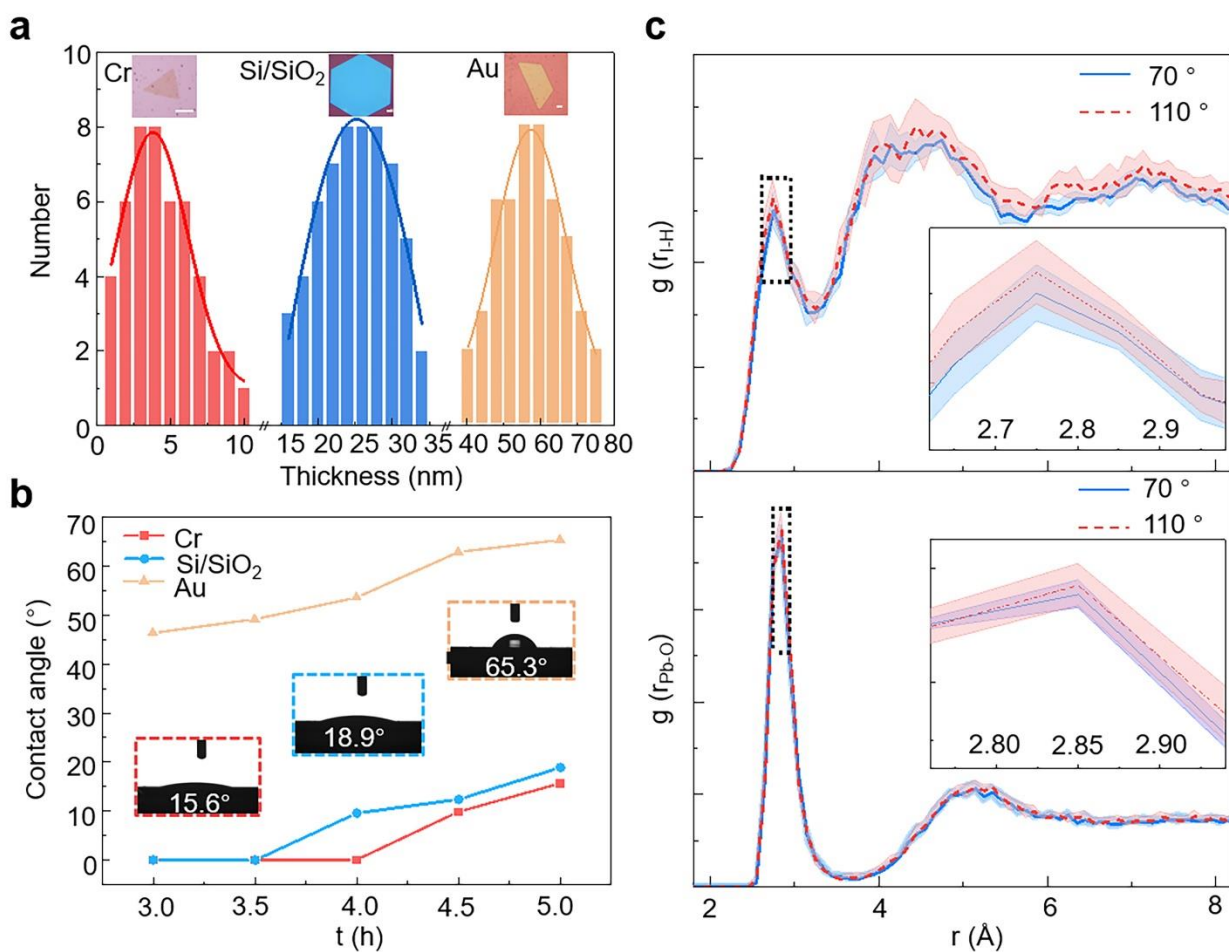 a
10
8
6
4
2
0
Number
Cr
Si/SiO2
Au
0 5 10 15 20 25 30 35 40 50 60 70 80
Thickness (nm)
b
70
60
50
40
30
20
10
0
Contact angle (°)
Cr
Si/SiO2
Au
15.6°
18.9°
65.3°
3.0 3.5 4.0 4.5 5.0
t (h)
c
70 °
110 °
g (rI-H)
2.7 2.8 2.9
70 °
110 °
g (rPb-O)
2.80 2.85 2.90
2 4 6 8
r (Å)